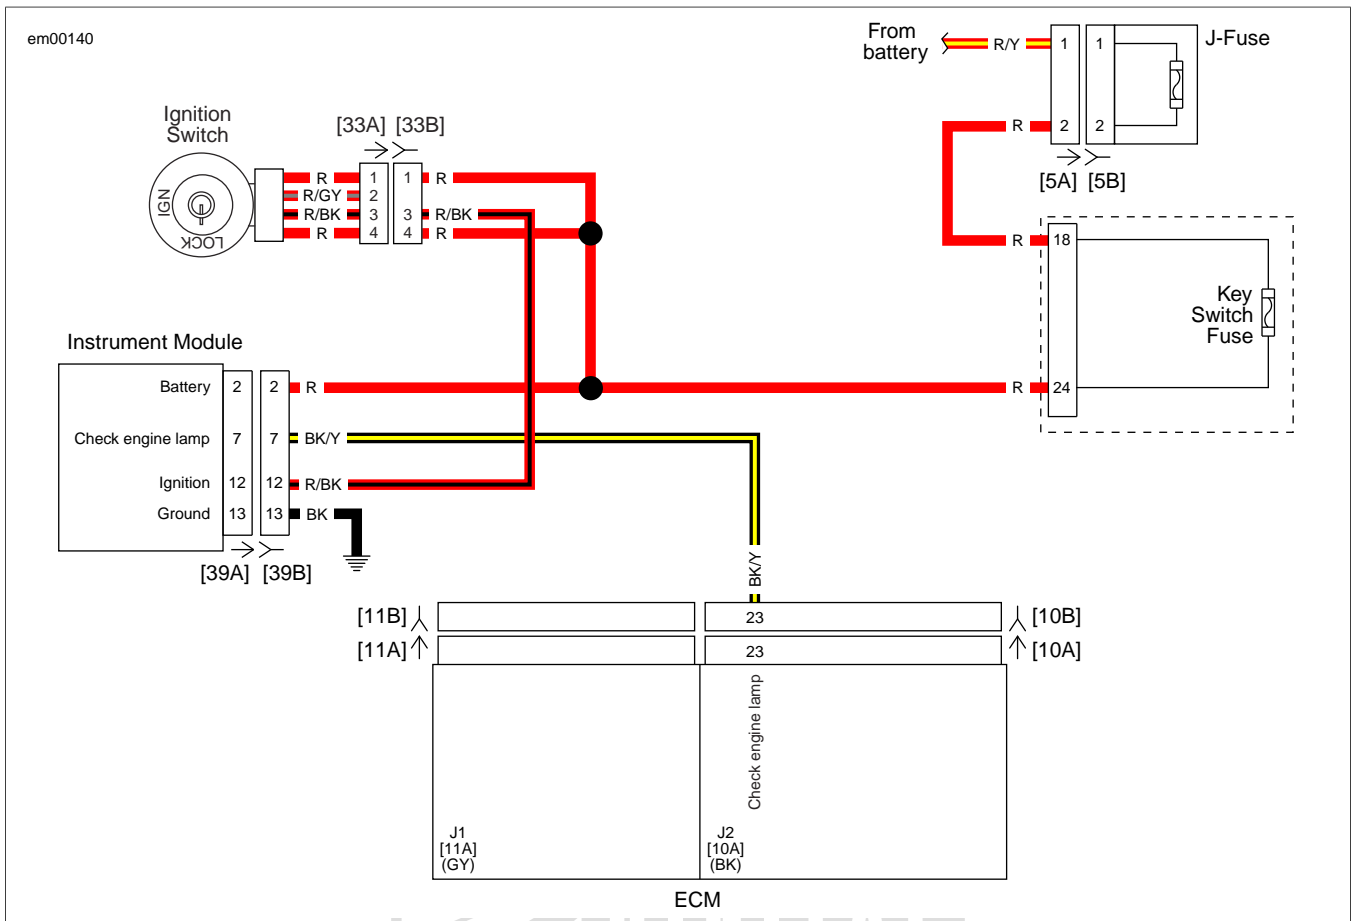 em00140
From
battery
R/Y
1 1
J-Fuse
R
2 2
[5A] [5B]
Ignition
Switch
IGN
LOCK
[33A] [33B]
R 1 1 R
R/GY 2
R/BK 3 3 R/BK
R 4 4 R
R 18
Key
Switch
Fuse
R 24
Instrument Module
Battery 2 2 R
Check engine lamp 7 7 BK/Y
Ignition 12 12 R/BK
Ground 13 13 BK
[39A] [39B]
BK/Y
[11B] 23 [10B]
[11A] 23 [10A]
Check engine lamp
J1
[11A]
(GY)
J2
[10A]
(BK)
ECM